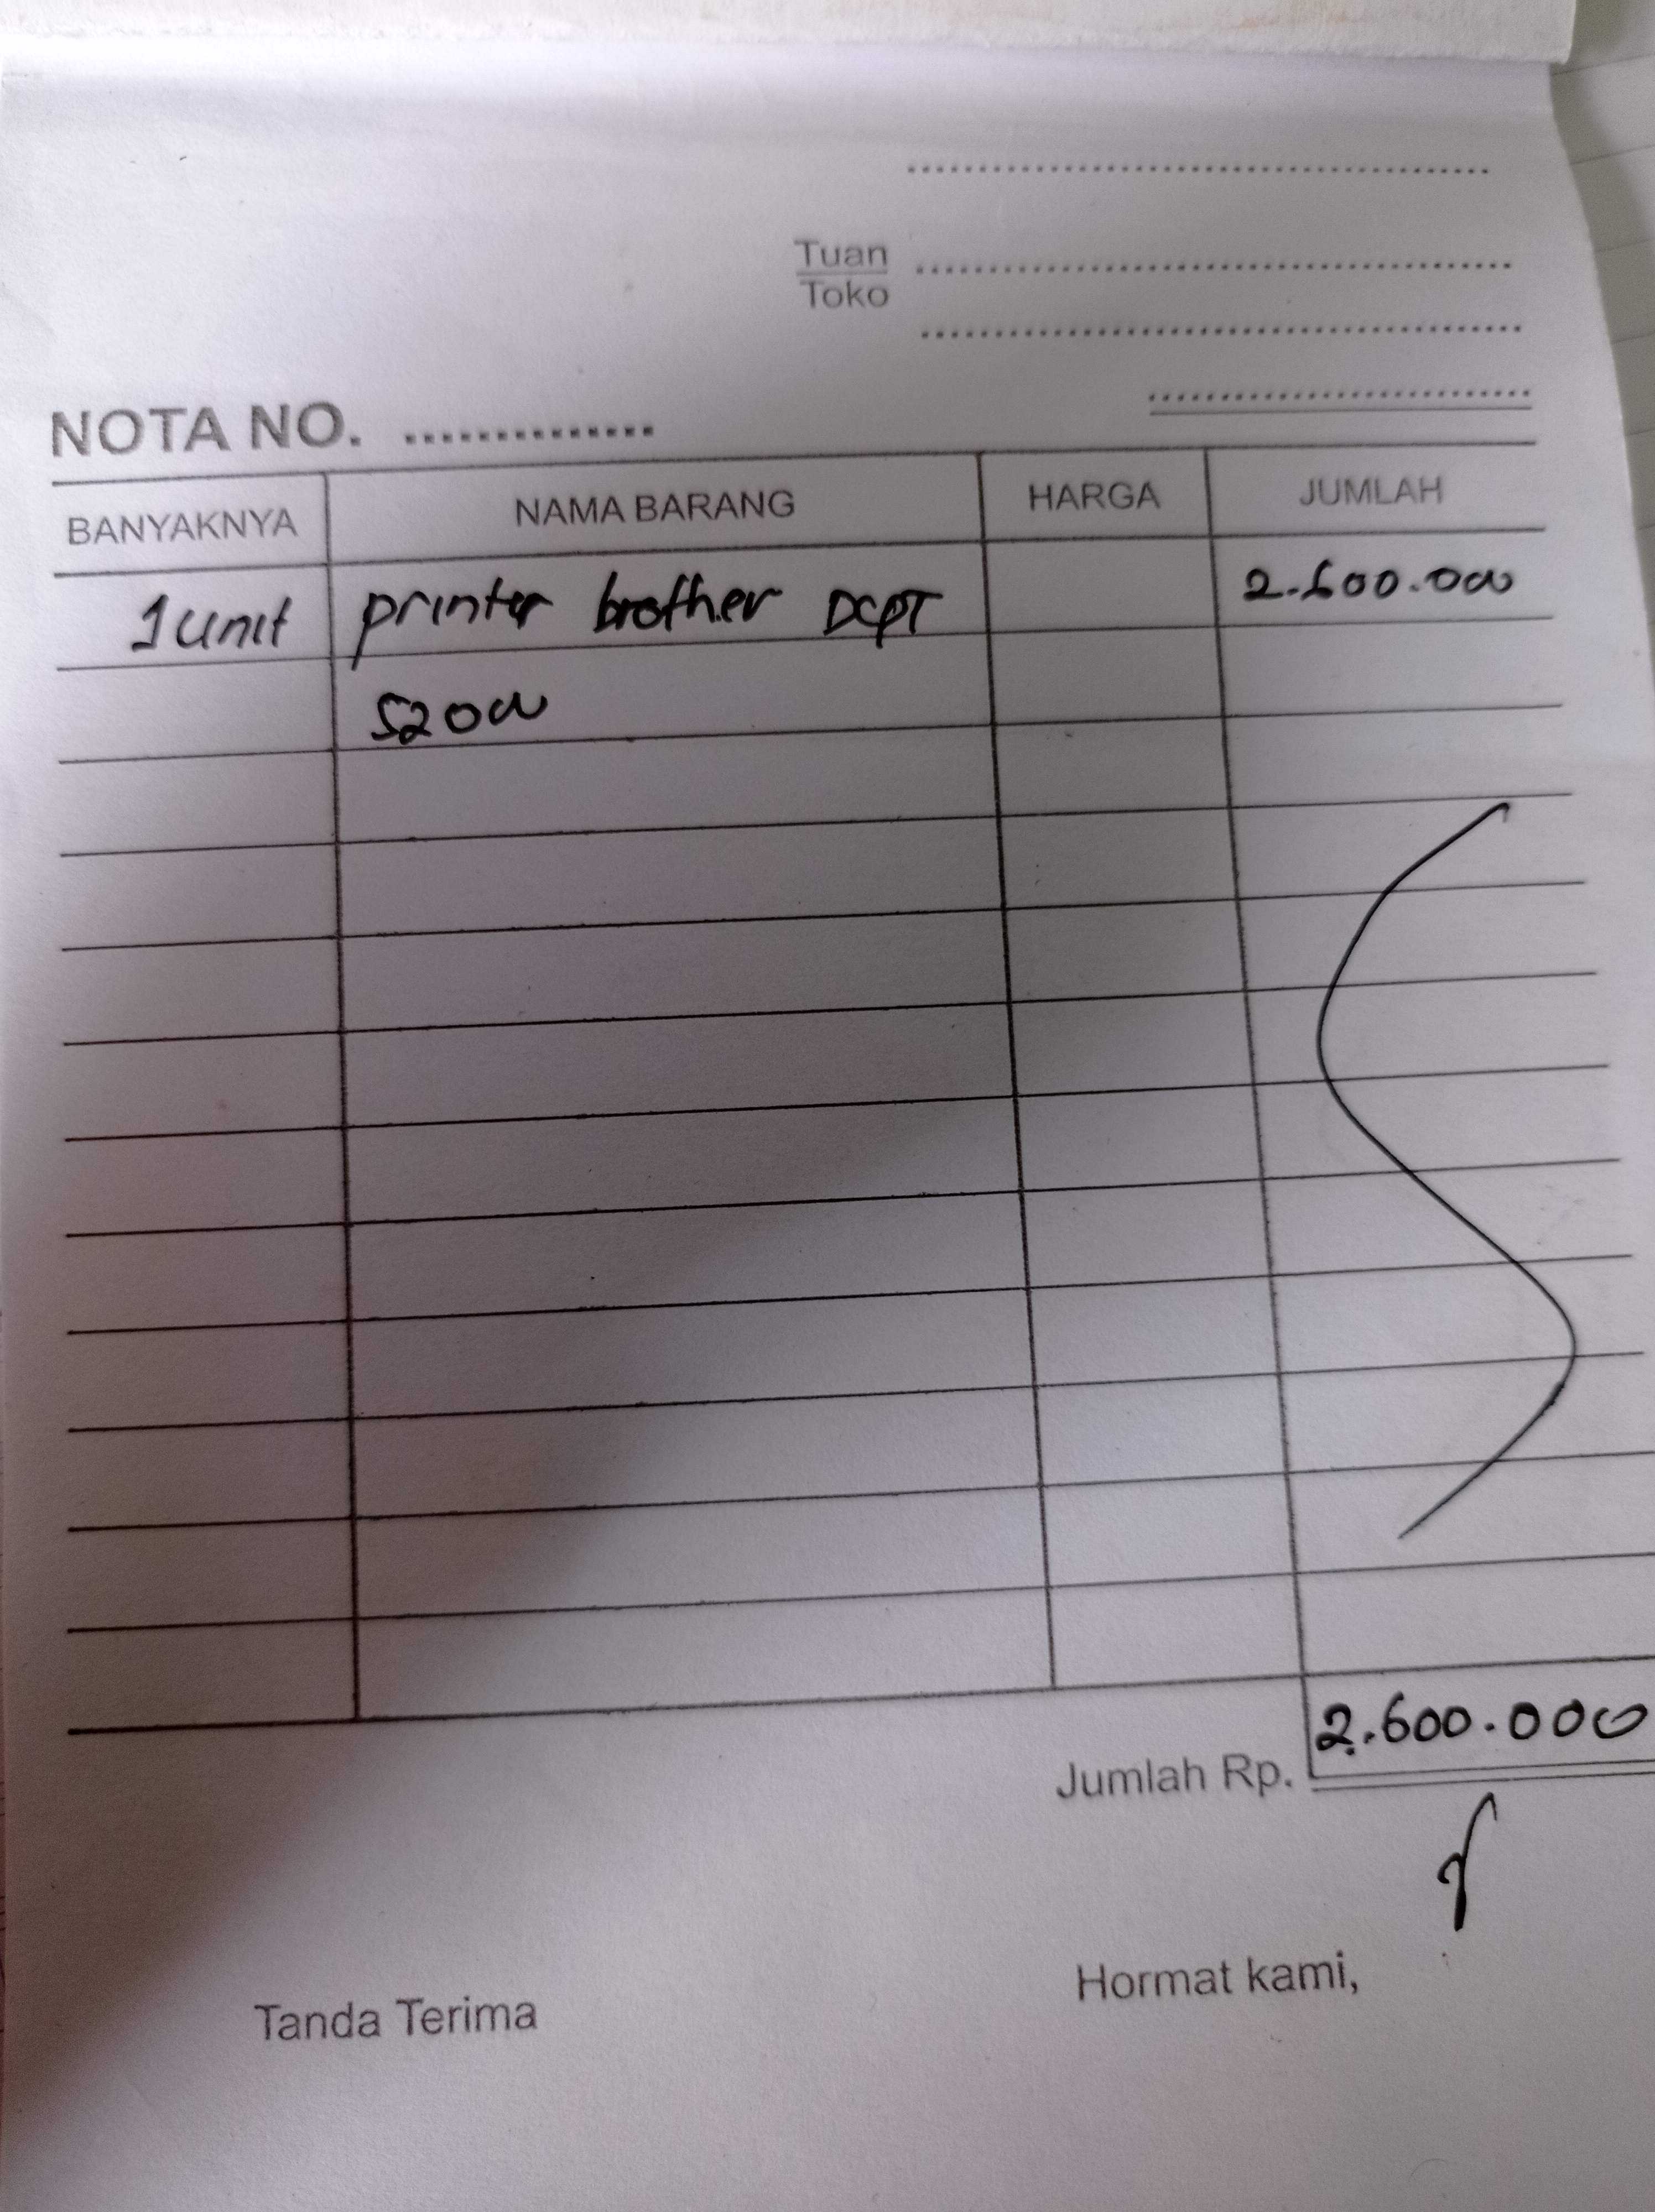 Tuan
Toko
NOTA NO.
BANYAKNYA NAMA BARANG HARGA JUMLAH
1 unit printer brother DCPT 2.600.000
520W
Jumlah Rp. 2.600.000
Tanda Terima Hormat kami,